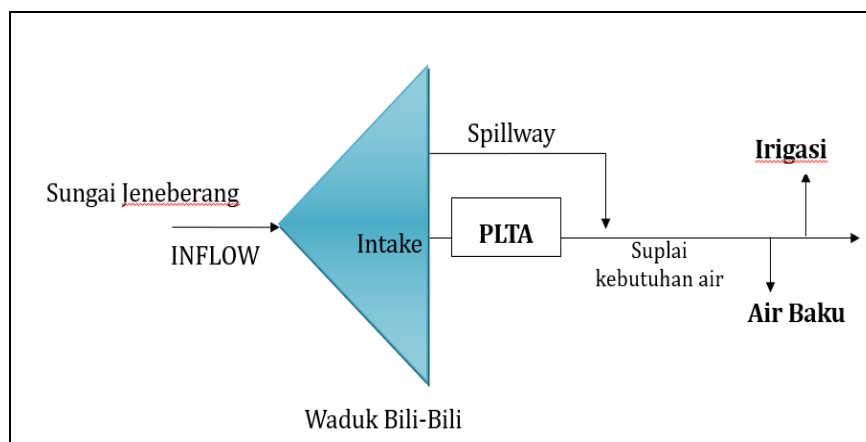 Spillway
Irigasi
Sungai Jeneberang
INFLOW
Intake
PLTA
Suplai
kebutuhan air
Air Baku
Waduk Bili-Bili